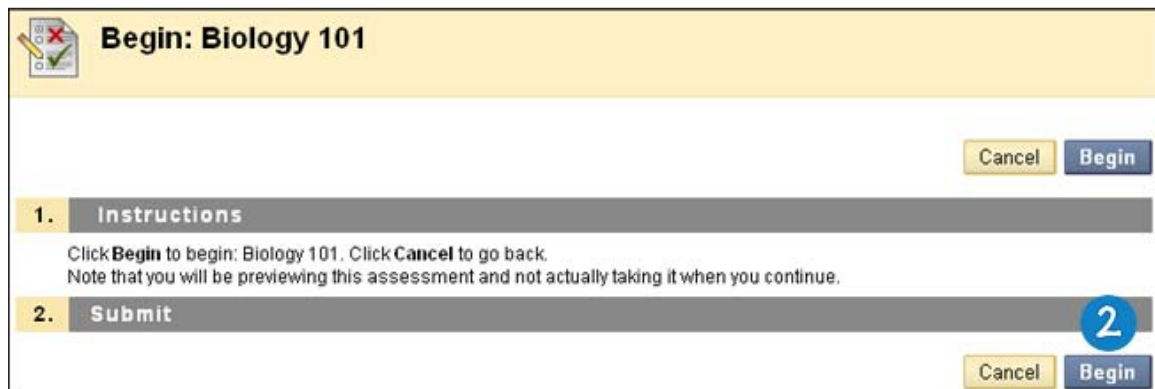 Begin: Biology 101
Cancel Begin
1. Instructions
Click Begin to begin: Biology 101. Click Cancel to go back.
Note that you will be previewing this assessment and not actually taking it when you continue.
2. Submit
2
Cancel Begin